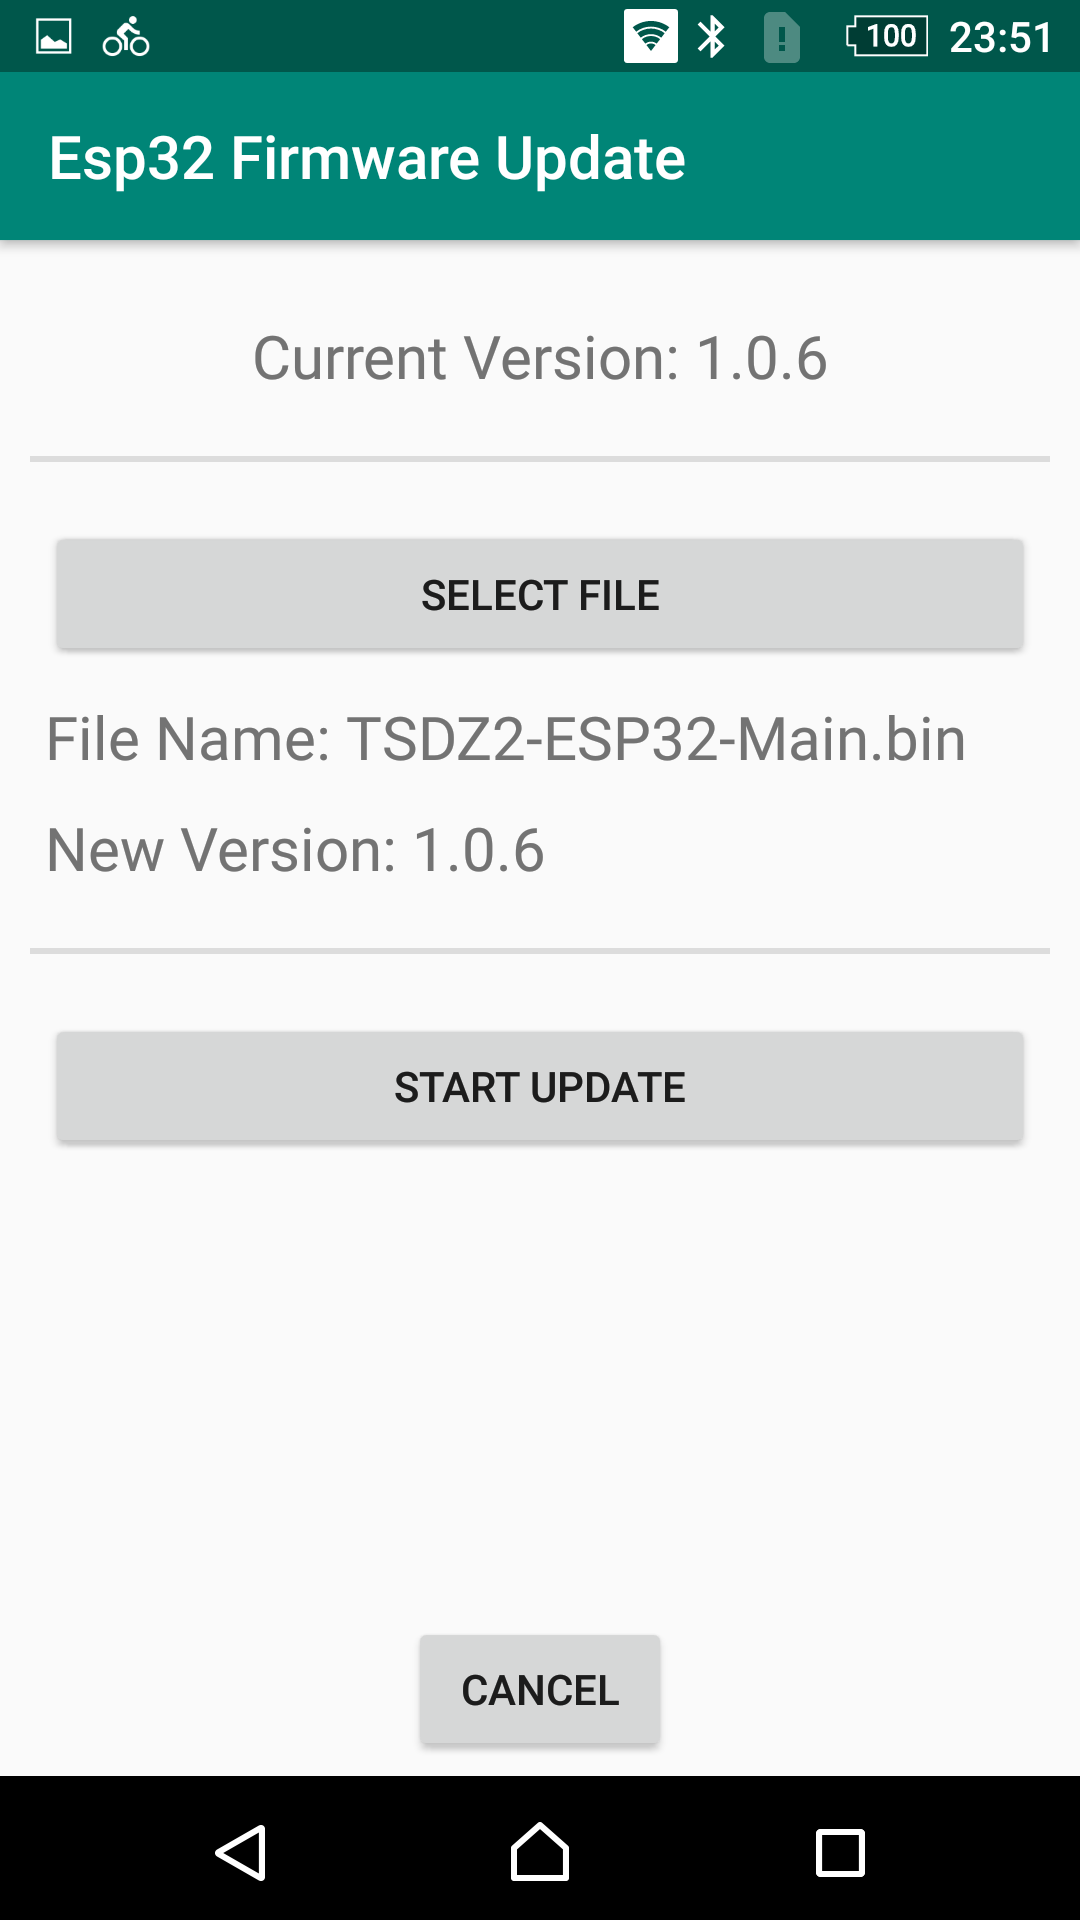 100 23:51
Esp32 Firmware Update
Current Version: 1.0.6
SELECT FILE
File Name: TSDZ2-ESP32-Main.bin
New Version: 1.0.6
START UPDATE
CANCEL